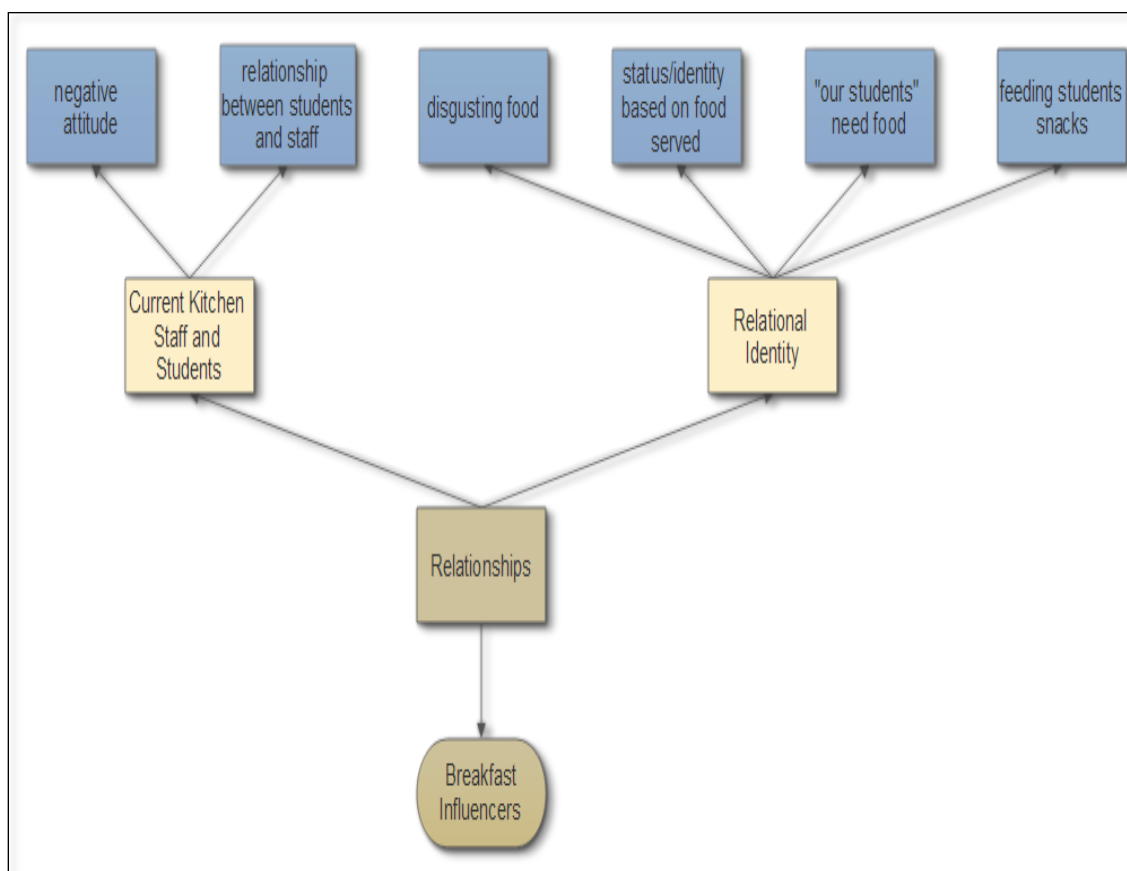 negative
attitude
relationship
between students
and staff
disgusting food
status/identity
based on food
served
"our students"
need food
feeding students
snacks
Current Kitchen
Staff and
Students
Relational
Identity
Relationships
Breakfast
Influencers